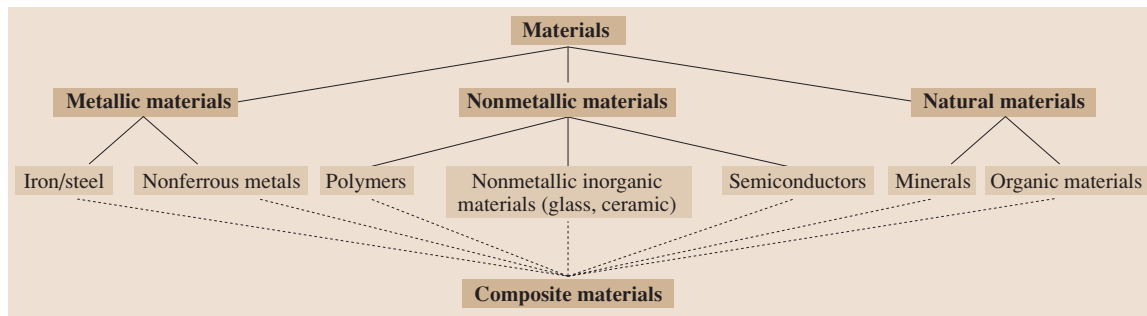 Materials
Metallic materials
Nonmetallic materials
Natural materials
Iron/steel
Nonferrous metals
Polymers
Nonmetallic inorganic
materials (glass, ceramic)
Semiconductors
Minerals
Organic materials
Composite materials